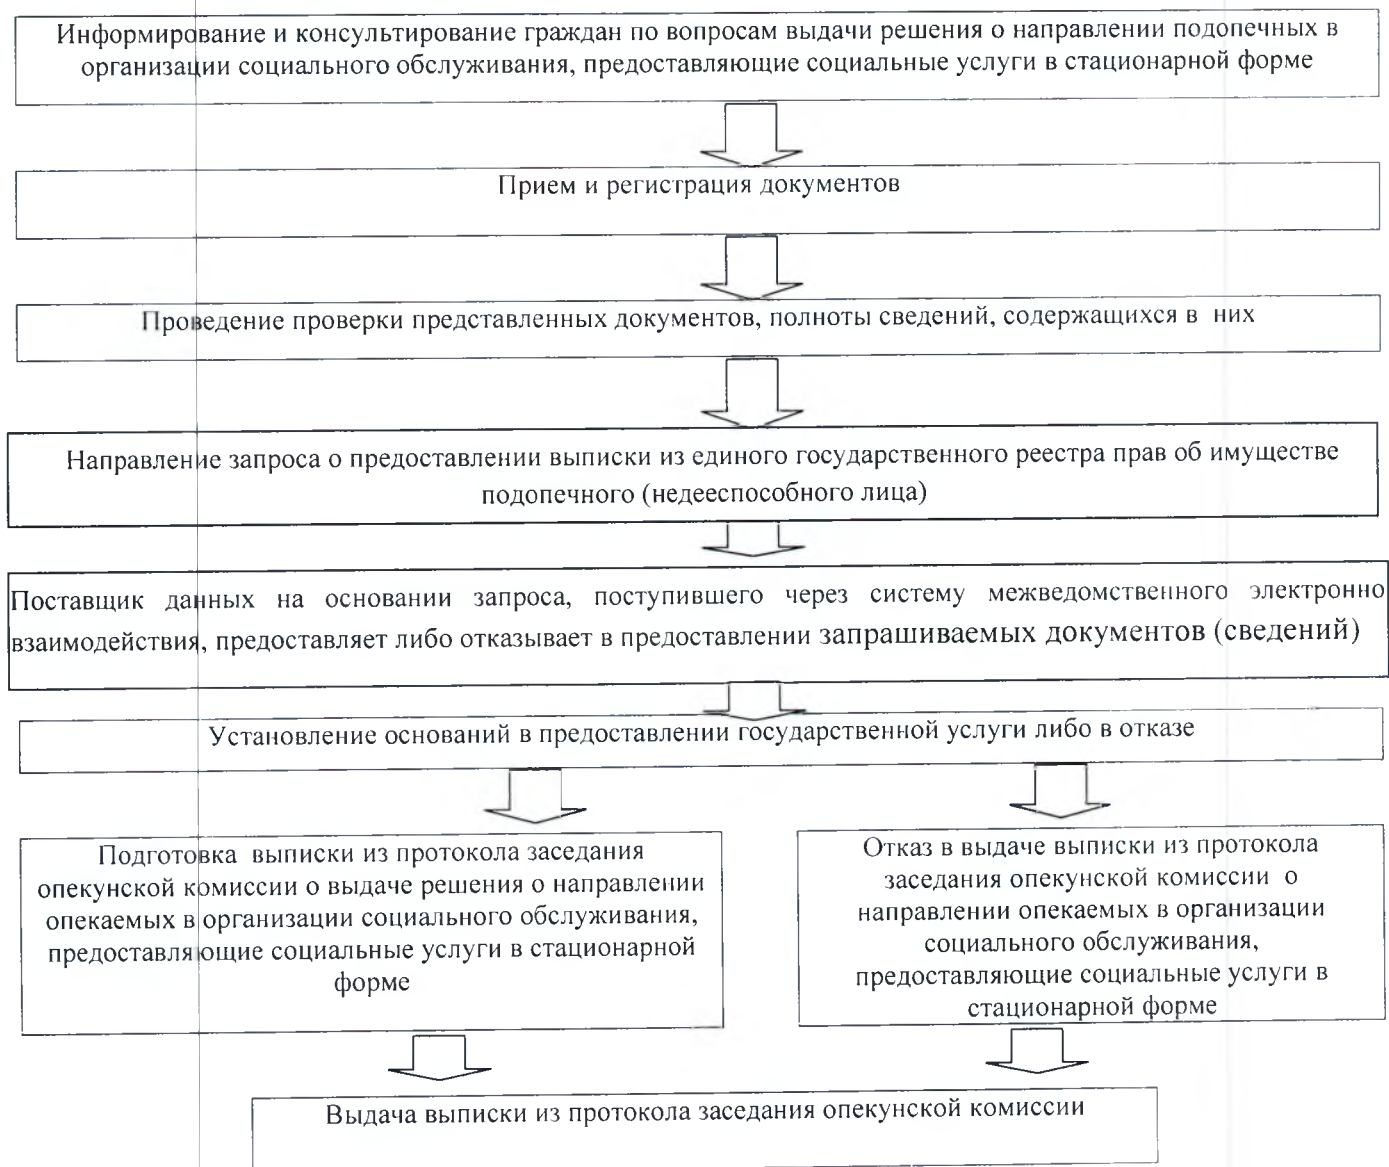 Информирование и консультирование граждан по вопросам выдачи решения о направлении подопечных в
организации социального обслуживания, предоставляющие социальные услуги в стационарной форме
Прием и регистрация документов
Проведение проверки представленных документов, полноты сведений, содержащихся в них
Направление запроса о предоставлении выписки из единого государственного реестра прав об имуществе
подопечного (недееспособного лица)
Поставщик данных на основании запроса, поступившего через систему межведомственного электронно
взаимодействия, предоставляет либо отказывает в предоставлении запрашиваемых документов (сведений)
Установление оснований в предоставлении государственной услуги либо в отказе
Подготовка выписки из протокола заседания
опекунской комиссии о выдаче решения о направлении
опекаемых в организации социального обслуживания,
предоставляющие социальные услуги в стационарной
форме
Отказ в выдаче выписки из протокола
заседания опекунской комиссии о
направлении опекаемых в организации
социального обслуживания,
предоставляющие социальные услуги в
стационарной форме
Выдача выписки из протокола заседания опекунской комиссии